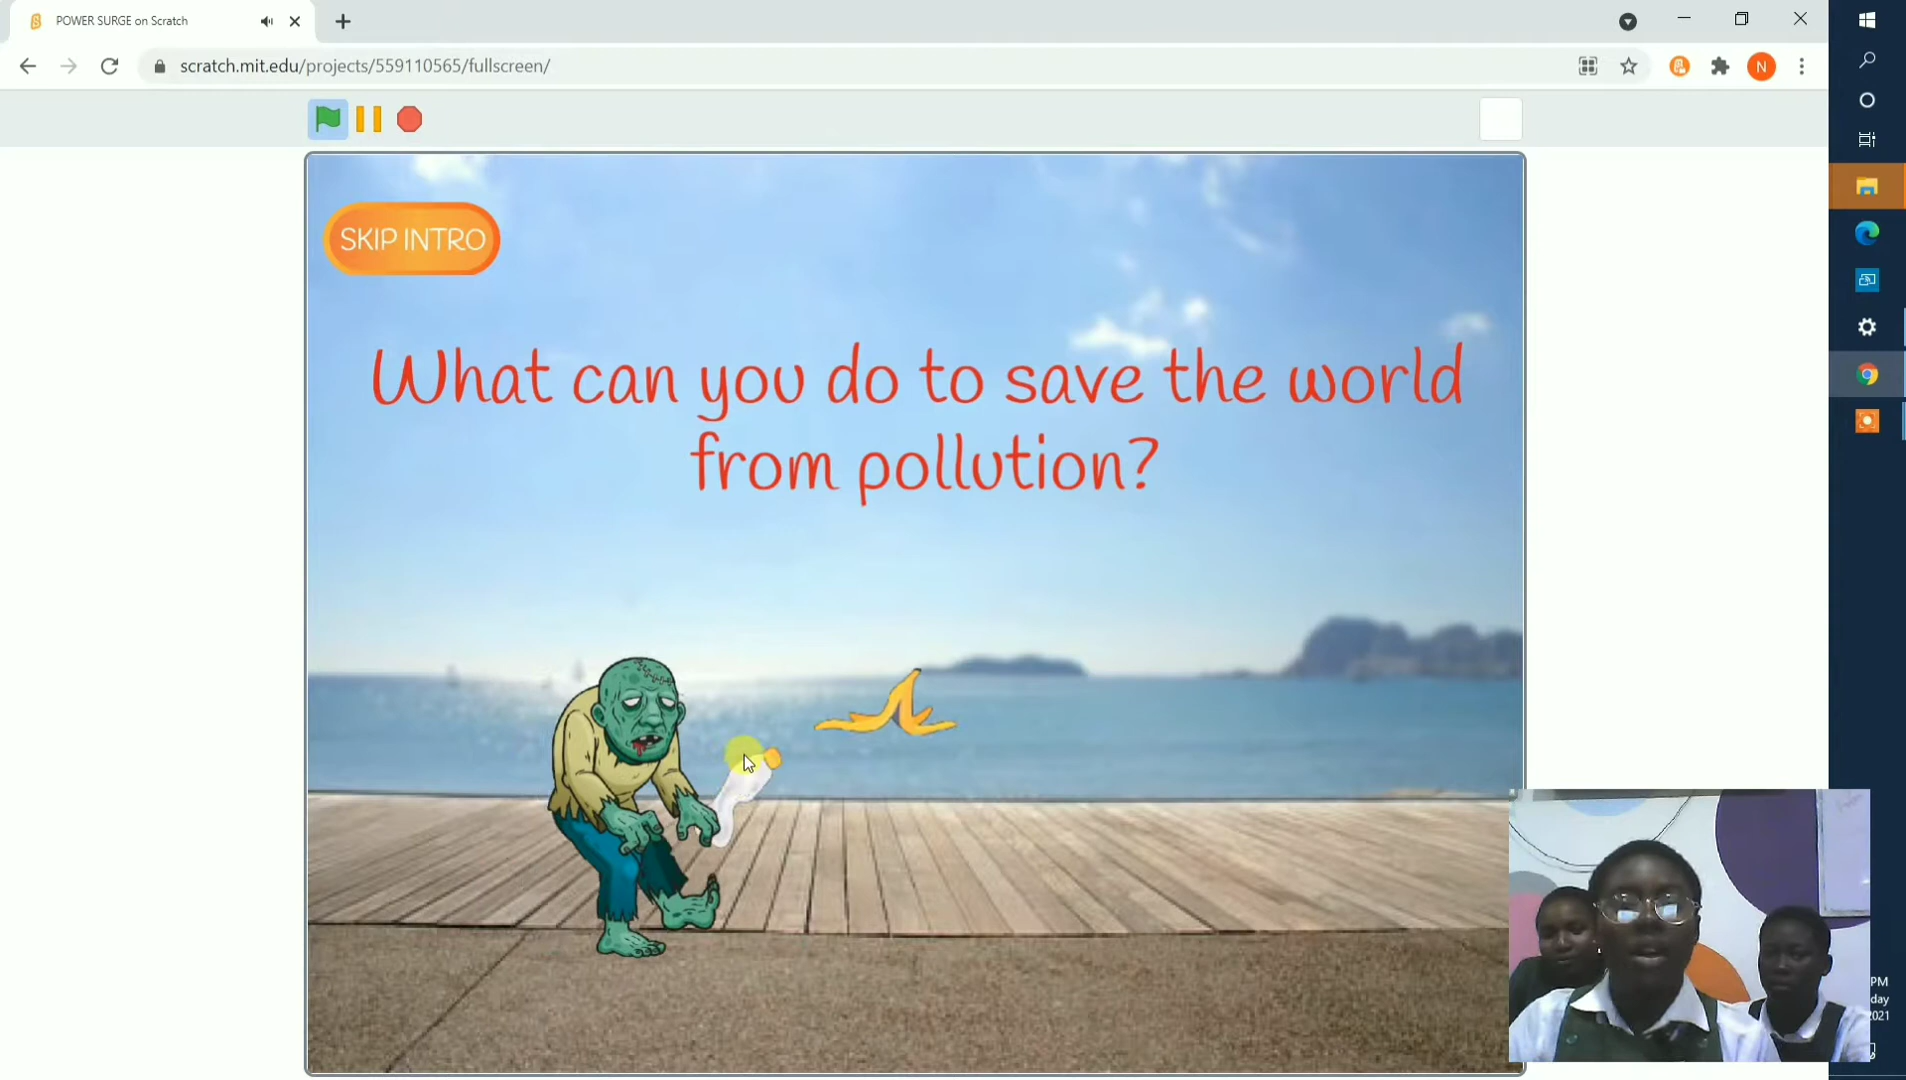 POWER SURGE on Scratch
scratch.mit.edu/projects/559110565/fullscreen/
N
SKIP INTRO
What can you do to save the world
from pollution?
PM
day
2021